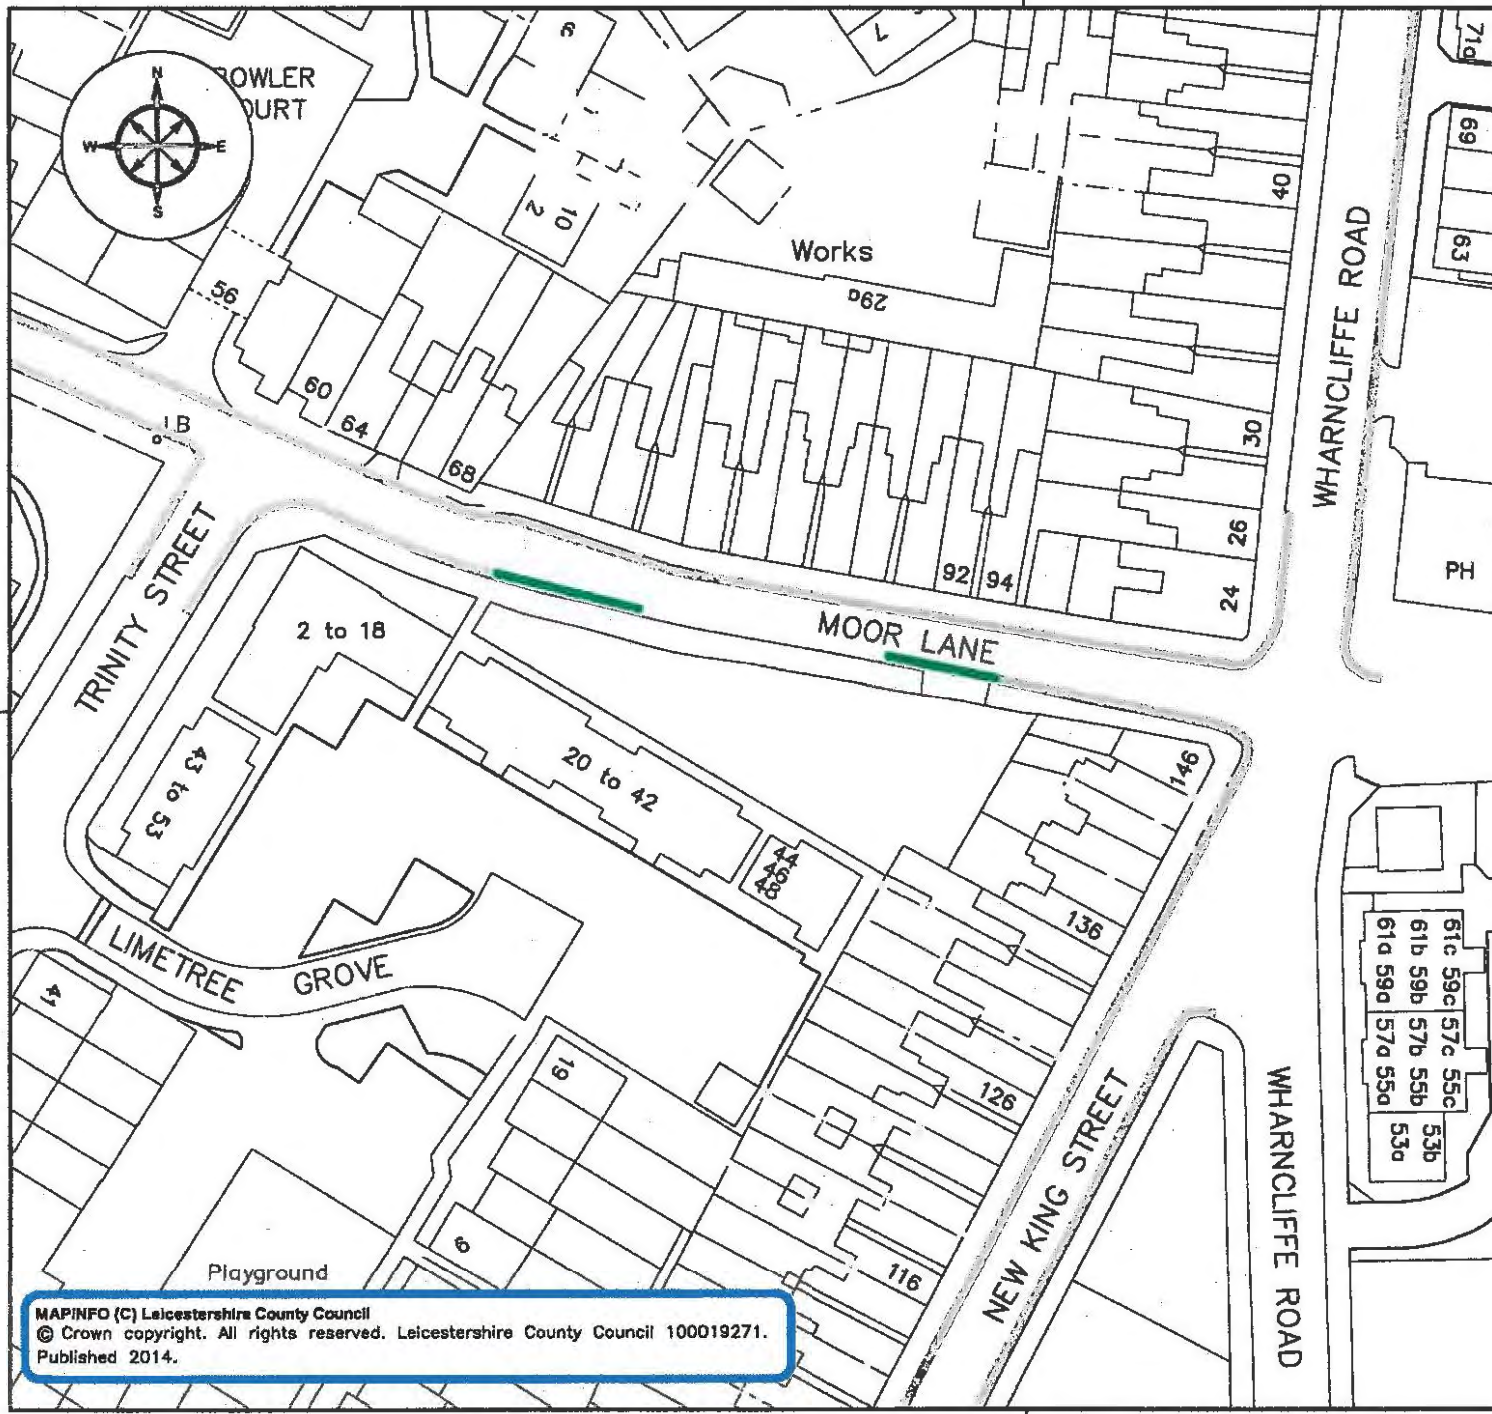 N
W E
S
OWLER
OURT
Works
29a
56
60
64
68
LB
10
2
71a
69
63
40
30
26
24
92 94
PH
WHARNCLIFFE ROAD
MOOR LANE
TRINITY STREET
2 to 18
43 to 53
20 to 42
44
46
48
146
136
126
116
LIMETREE GROVE
41
19
9
NEW KING STREET
WHARNCLIFFE ROAD
61a 61b 61c
59a 59b 59c
57a 57b 57c
55a 55b 55c
53a 53b
Playground
MAPINFO (C) Leicestershire County Council
© Crown copyright. All rights reserved. Leicestershire County Council 100019271.
Published 2014.